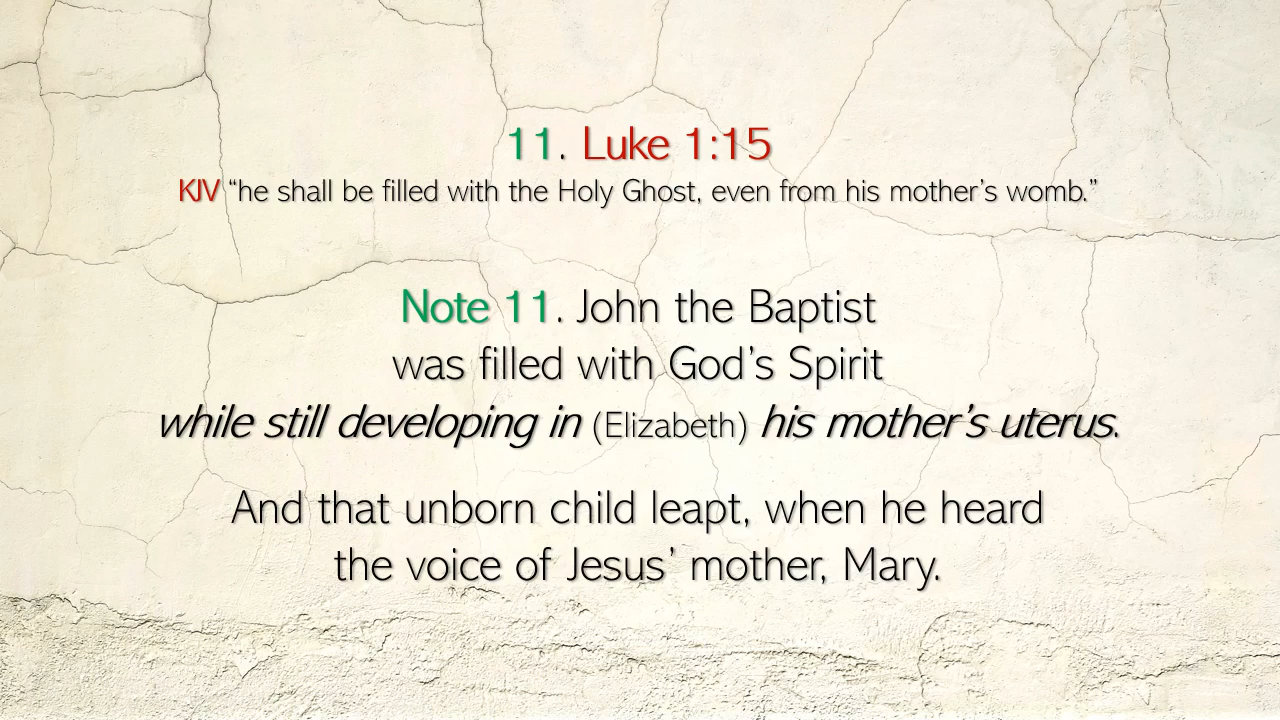 11. Luke 1:15
KJV “he shall be filled with the Holy Ghost, even from his mother’s womb.”
Note 11. John the Baptist
was filled with God’s Spirit
while still developing in (Elizabeth) his mother’s uterus.
And that unborn child leapt, when he heard
the voice of Jesus’ mother, Mary.